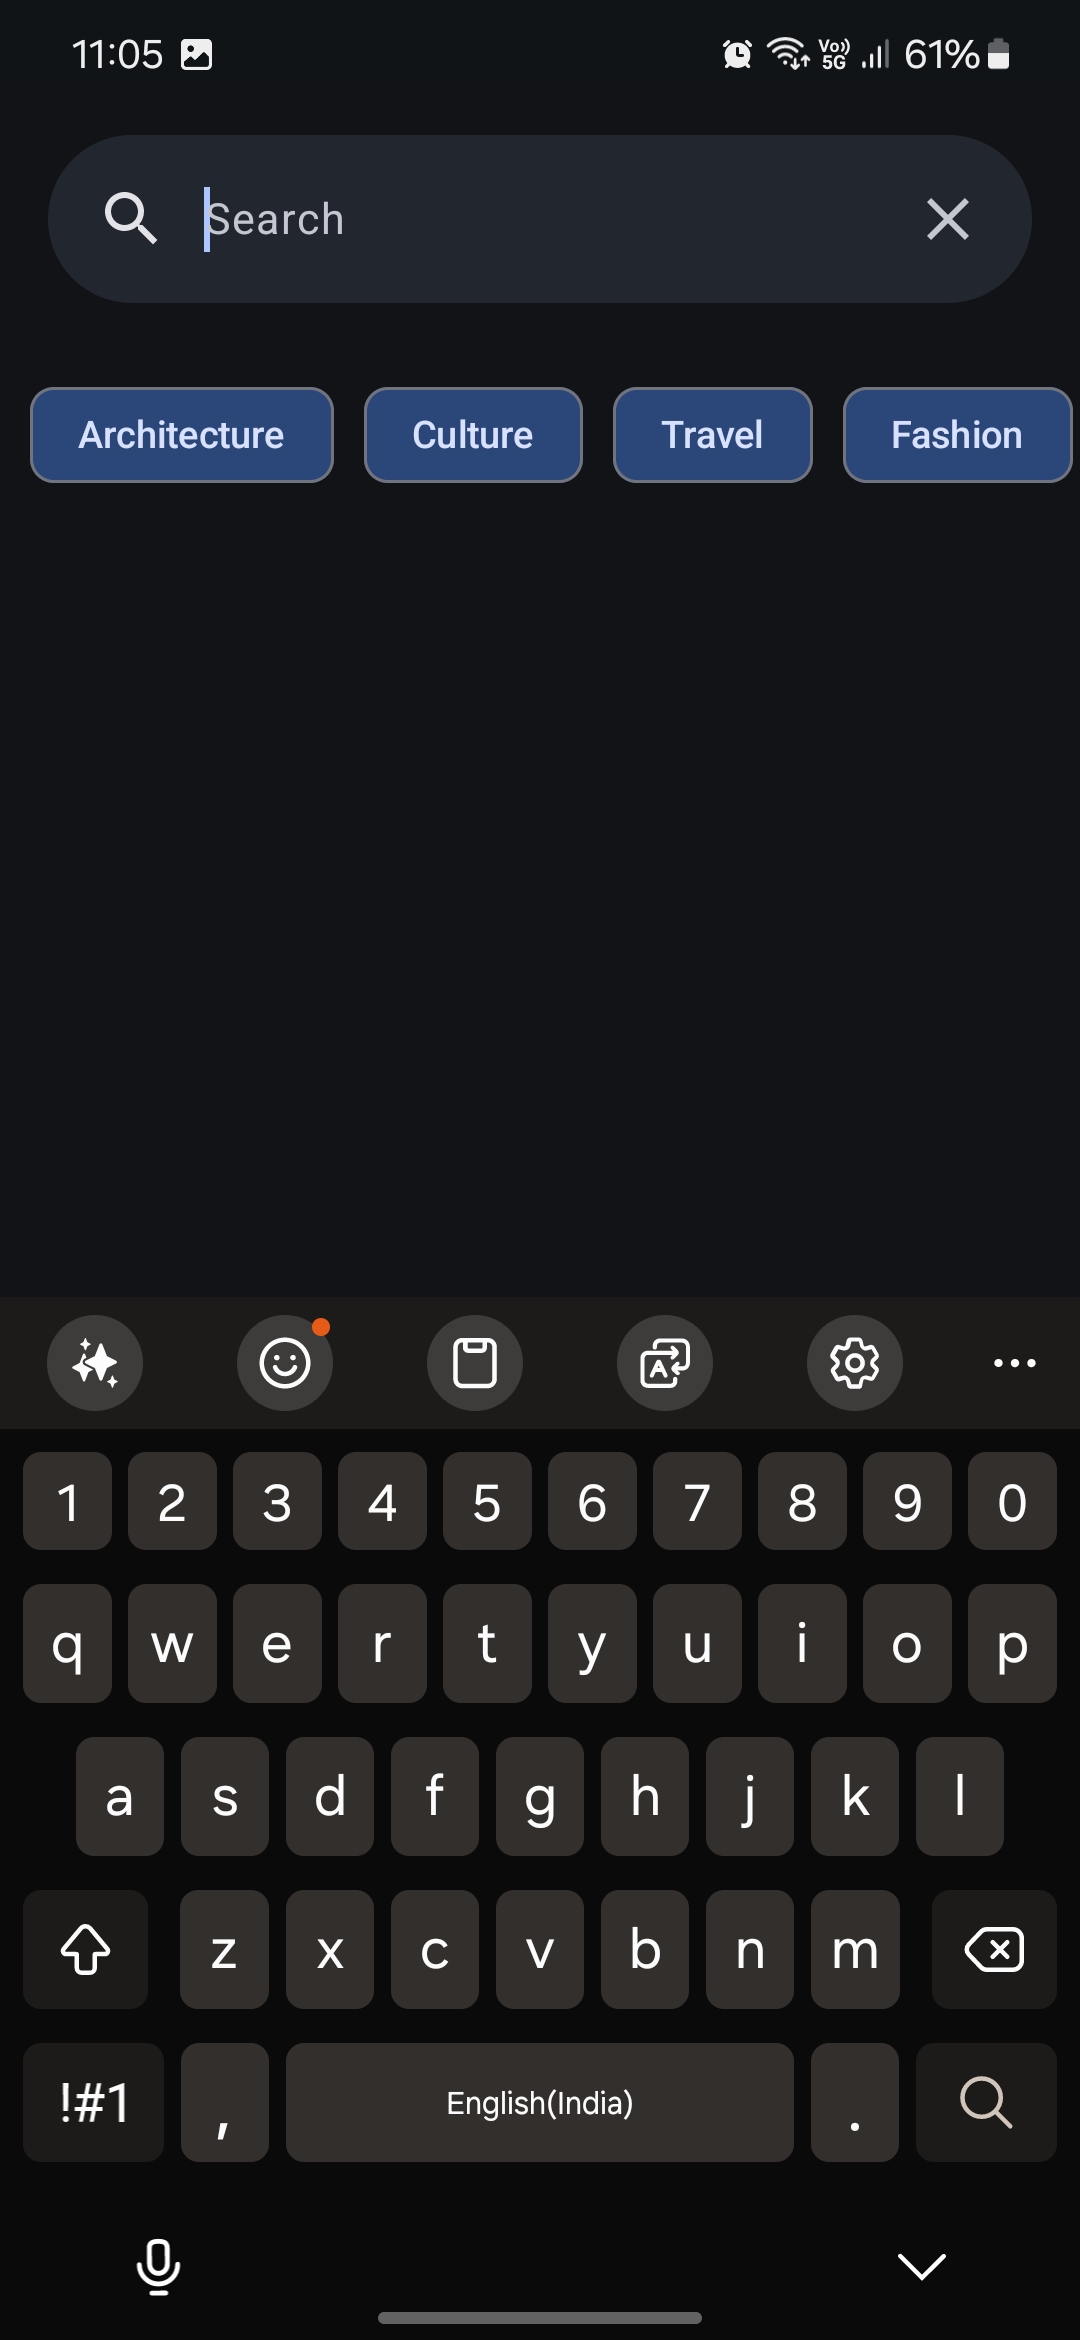 11:05 Vo)) 5G 61%
Search
Architecture Culture Travel Fashion
1 2 3 4 5 6 7 8 9 0
q w e r t y u i o p
a s d f g h j k l
z x c v b n m
!#1 , English(India) .